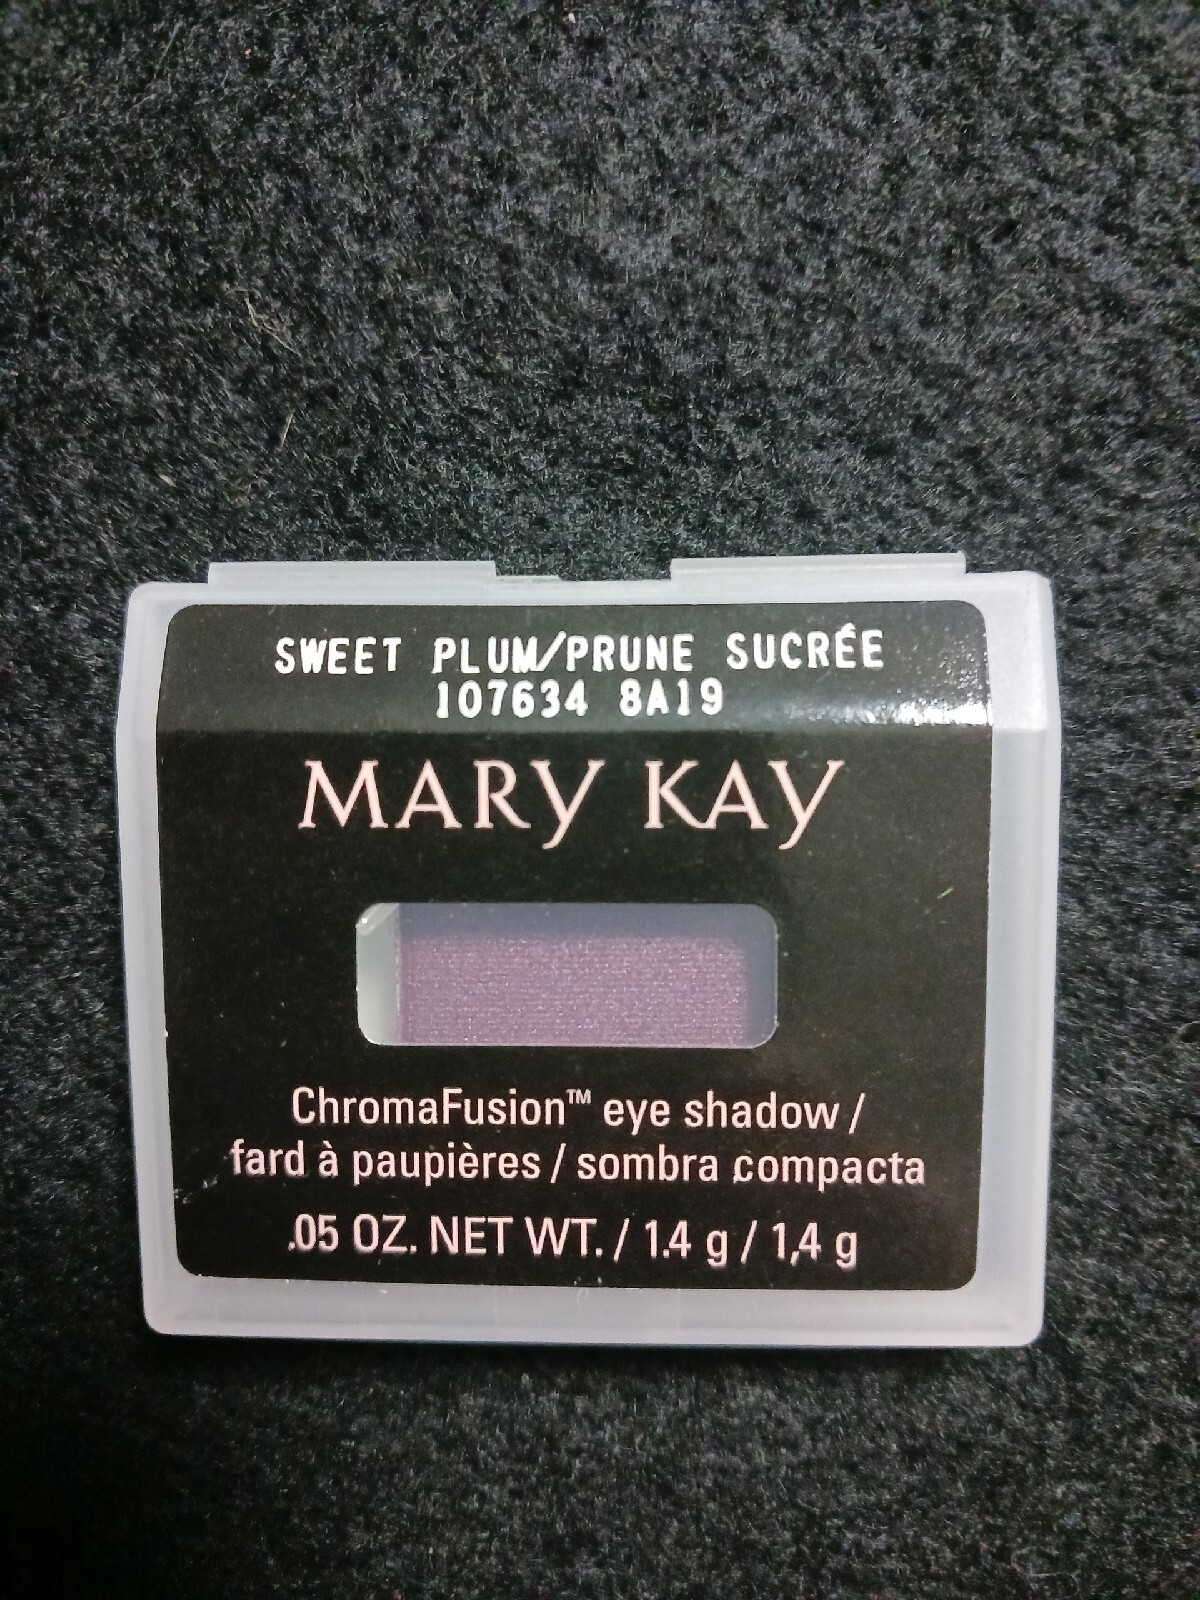 SWEET PLUM/PRUNE SUCRÉE
107634 8A19
MARY KAY
ChromaFusion™ eye shadow /
fard à paupières / sombra compacta
.05 OZ. NET WT. / 1.4 g / 1,4 g